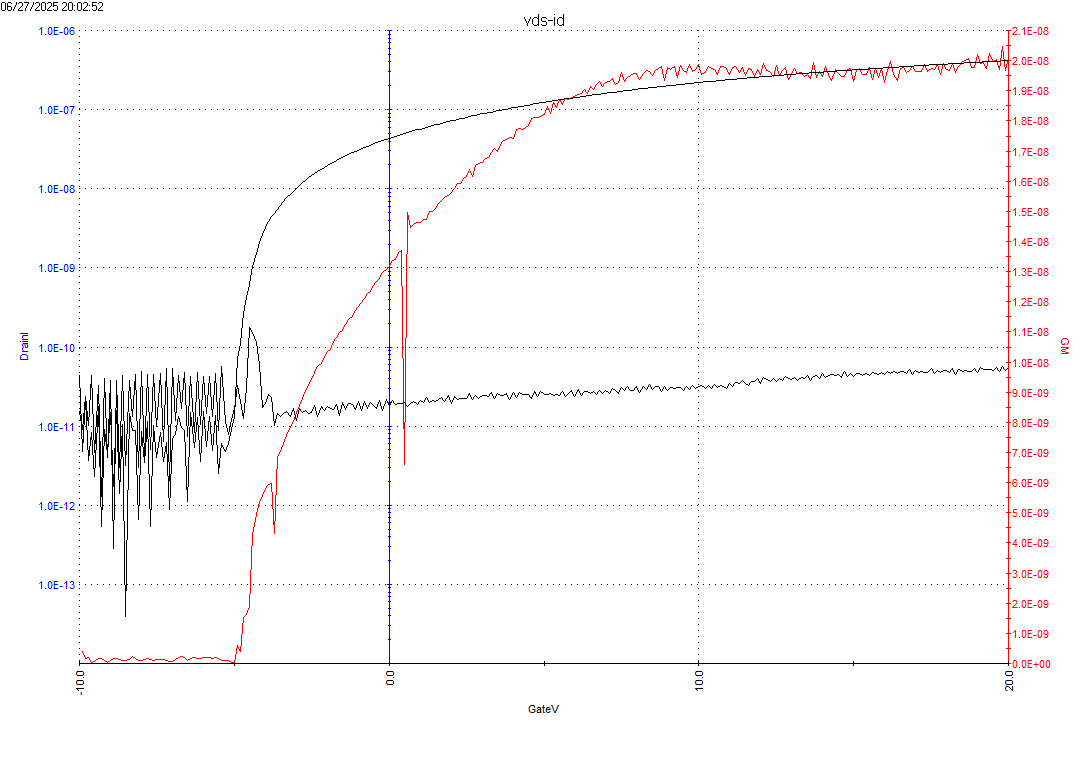 06/27/2025 20:02:52
vds-id
1.0E-06
1.0E-07
1.0E-08
1.0E-09
1.0E-10
1.0E-11
1.0E-12
1.0E-13
DrainI
2.1E-08
2.0E-08
1.9E-08
1.8E-08
1.7E-08
1.6E-08
1.5E-08
1.4E-08
1.3E-08
1.2E-08
1.1E-08
1.0E-08
9.0E-09
8.0E-09
7.0E-09
6.0E-09
5.0E-09
4.0E-09
3.0E-09
2.0E-09
1.0E-09
0.0E+00
GM
-10.0
0.0
10.0
20.0
GateV